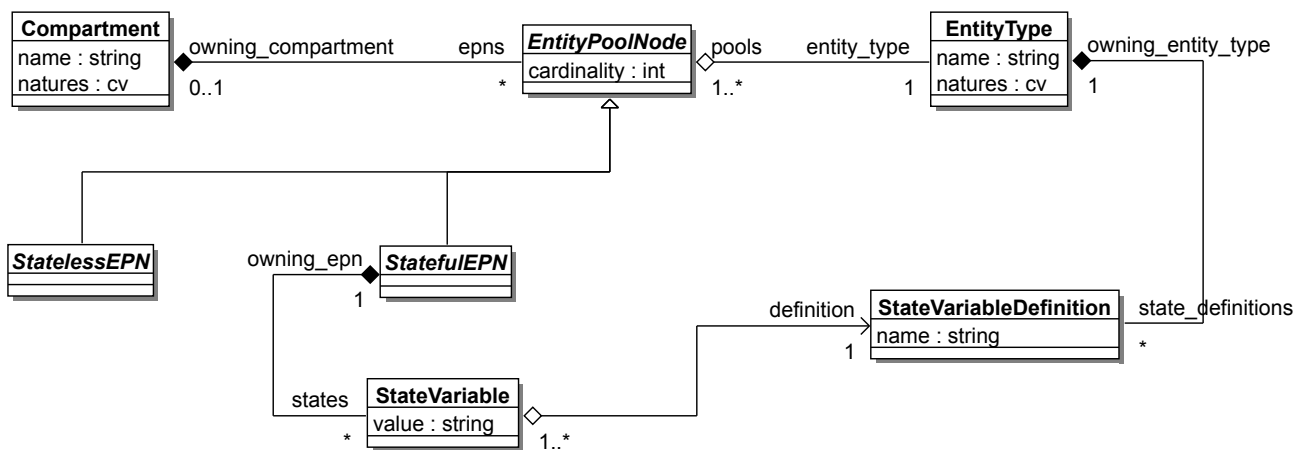 Compartment
name : string
natures : cv
owning_compartment
0..1
epns
*
EntityPoolNode
cardinality : int
pools
1..*
entity_type
1
EntityType
name : string
natures : cv
owning_entity_type
1
StatelessEPN
owning_epn
1
StatefulEPN
definition
1
StateVariableDefinition
name : string
state_definitions
*
states
*
StateVariable
value : string
1..*